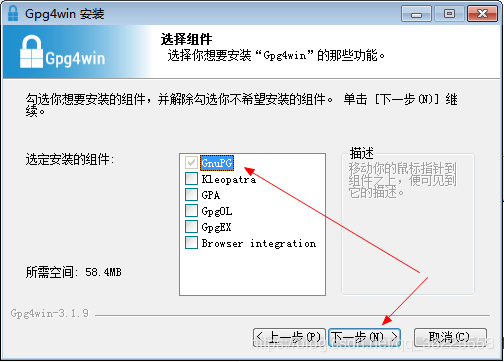 Gpg4win 安装
Gpg4win
选择组件
选择你想要安装“Gpg4win”的那些功能。
勾选你想要安装的组件，并解除勾选你不希望安装的组件。 单击 [下一步(N)] 继
续。
选定安装的组件:
GnuPG
Kleopatra
GPA
GpgOL
GpgEX
Browser integration
描述
移动你的鼠标指针到
组件之上，便可见到
它的描述。
所需空间: 58.4MB
Gpg4win-3.1.9
< 上一步(P)
下一步(N) >
取消(C)